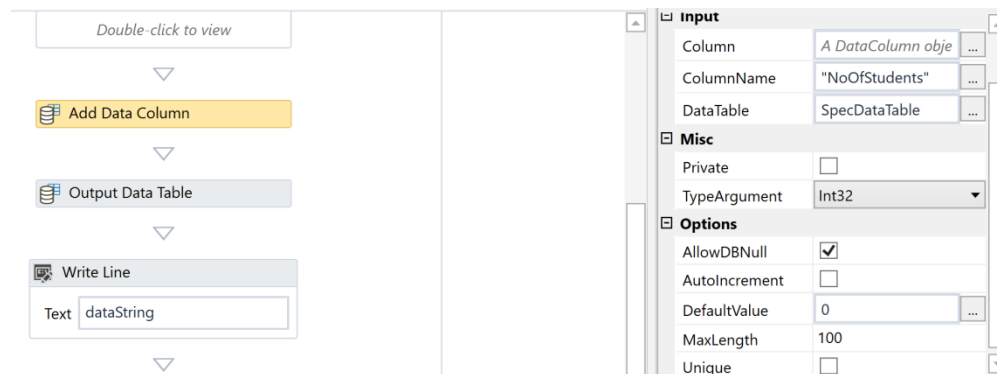 Double-click to view
Add Data Column
Output Data Table
Write Line
Text dataString
Input
Column A DataColumn obje ...
ColumnName "NoOfStudents" ...
DataTable SpecDataTable ...
Misc
Private
TypeArgument Int32
Options
AllowDBNull
AutoIncrement
DefaultValue 0 ...
MaxLength 100
Unique